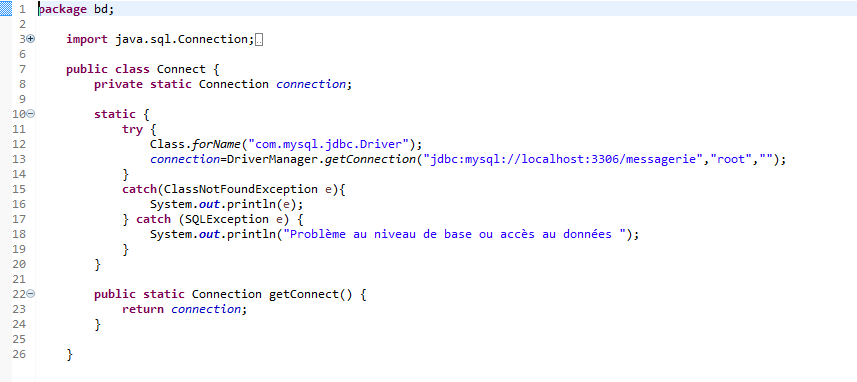 1 package bd;
2
3 import java.sql.Connection;
6
7 public class Connect {
8 private static Connection connection;
9
10 static {
11 try {
12 Class.forName("com.mysql.jdbc.Driver");
13 connection=DriverManager.getConnection("jdbc:mysql://localhost:3306/messagerie","root","");
14 }
15 catch(ClassNotFoundException e){
16 System.out.println(e);
17 } catch (SQLException e) {
18 System.out.println("Problème au niveau de base ou accès au données ");
19 }
20 }
21
22 public static Connection getConnect() {
23 return connection;
24 }
25
26 }